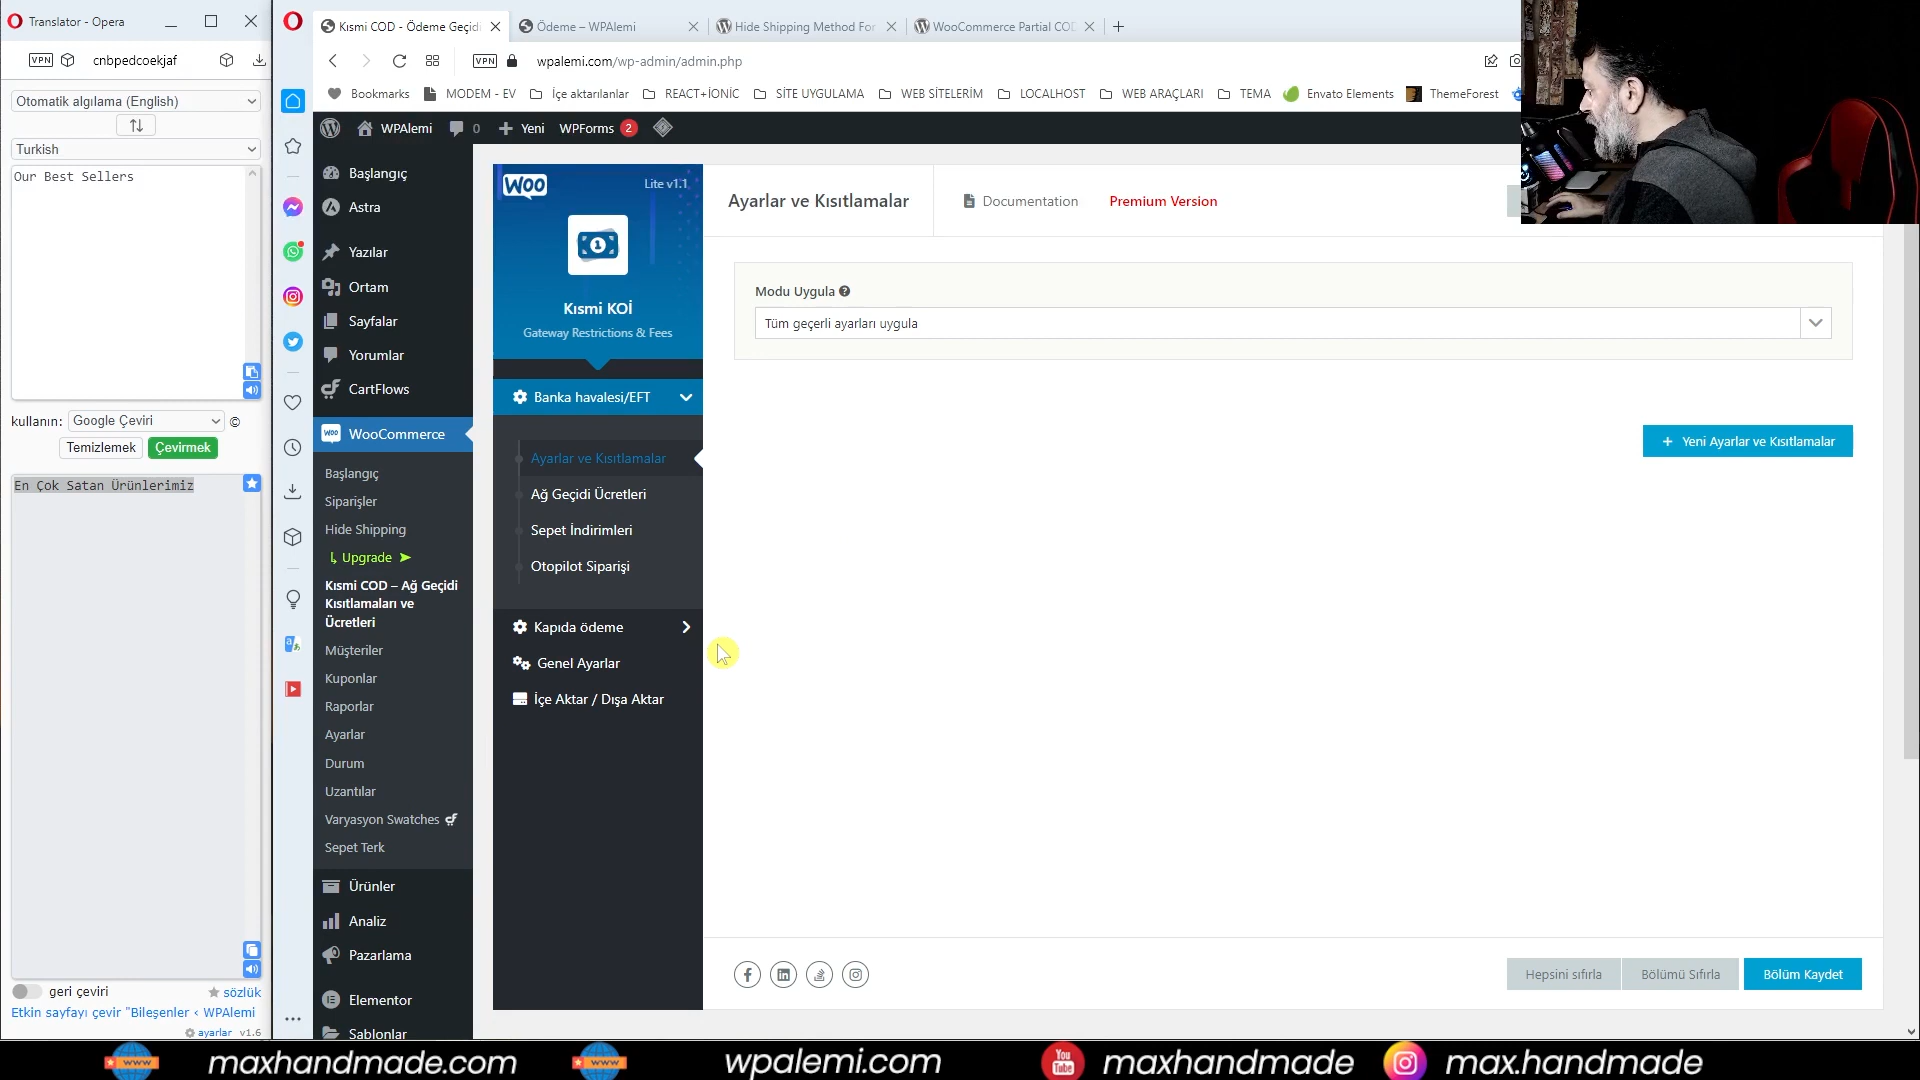 Translator - Opera
VPN cnbpedcoekjaf
Otomatik algılama (English)
Turkish
Our Best Sellers
kullanın: Google Çeviri ©
Temizlemek Çevirmek
En Çok Satan Ürünlerimiz
geri çeviri sözlük
Etkin sayfayı çevir "Bileşenler ‹ WPAlemi
ayarlar v1.6
Kısmi COD - Ödeme Geçidi
Ödeme – WPAlemi
Hide Shipping Method For
WooCommerce Partial COD
VPN wpalemi.com/wp-admin/admin.php
Bookmarks MODEM - EV İçe aktarılanlar REACT+İONİC SİTE UYGULAMA WEB SİTELERİM LOCALHOST WEB ARAÇLARI TEMA Envato Elements ThemeForest
WPAlemi 0 Yeni WPForms 2
Başlangıç
Astra
Yazılar
Ortam
Sayfalar
Yorumlar
CartFlows
WooCommerce
Başlangıç
Siparişler
Hide Shipping
↳ Upgrade ➤
Kısmi COD – Ağ Geçidi
Kısıtlamaları ve
Ücretleri
Müşteriler
Kuponlar
Raporlar
Ayarlar
Durum
Uzantılar
Varyasyon Swatches
Sepet Terk
Ürünler
Analiz
Pazarlama
Elementor
Şablonlar
WOO Lite v1.1
Kısmi KOİ
Gateway Restrictions & Fees
Banka havalesi/EFT
Ayarlar ve Kısıtlamalar
Ağ Geçidi Ücretleri
Sepet İndirimleri
Otopilot Siparişi
Kapıda ödeme
Genel Ayarlar
İçe Aktar / Dışa Aktar
Ayarlar ve Kısıtlamalar Documentation Premium Version
Modu Uygula
Tüm geçerli ayarları uygula
+ Yeni Ayarlar ve Kısıtlamalar
Hepsini sıfırla Bölümü Sıfırla Bölüm Kaydet
www maxhandmade.com www wpalemi.com You Tube maxhandmade max.handmade